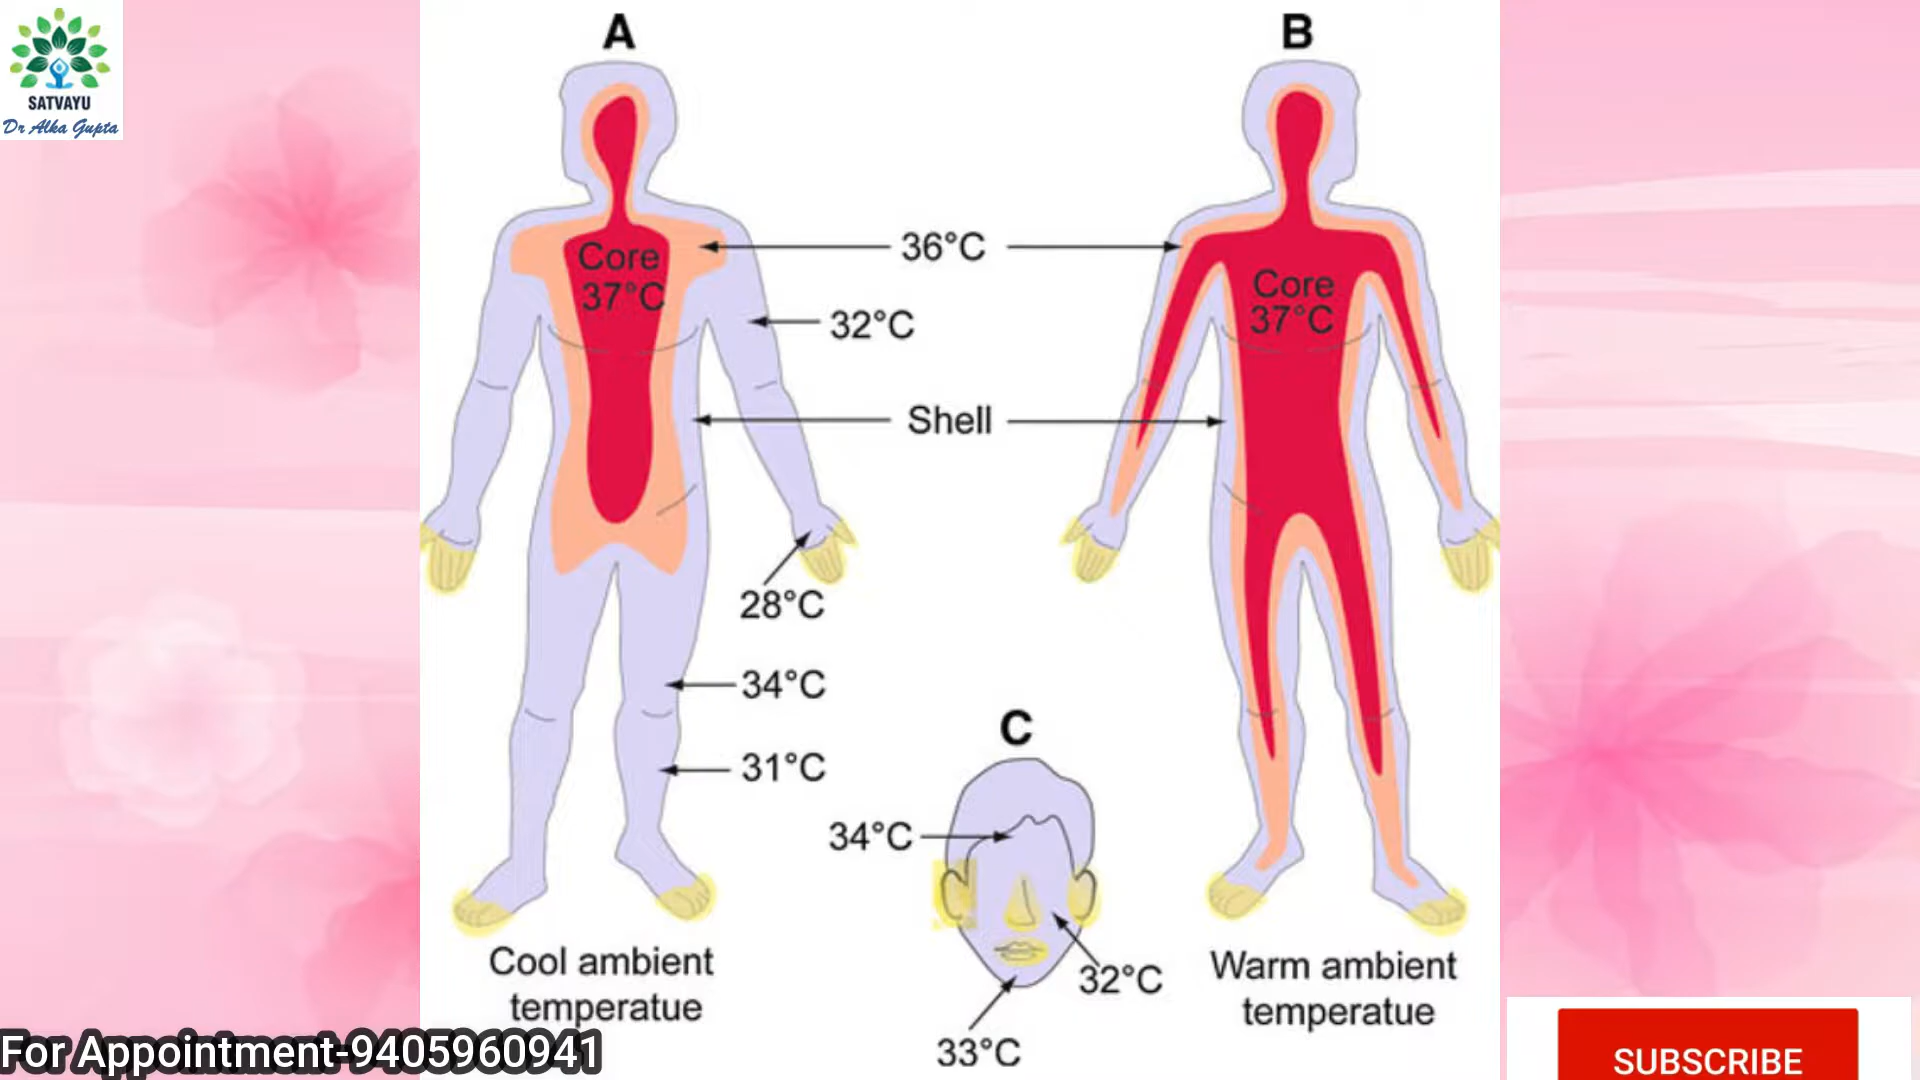 SATVAYU
Dr Alka Gupta
A
B
Core
37°C
36°C
Core
37°C
32°C
Shell
28°C
34°C
31°C
C
34°C
32°C
33°C
Cool ambient
temperatue
Warm ambient
temperatue
For Appointment-9405960941
SUBSCRIBE